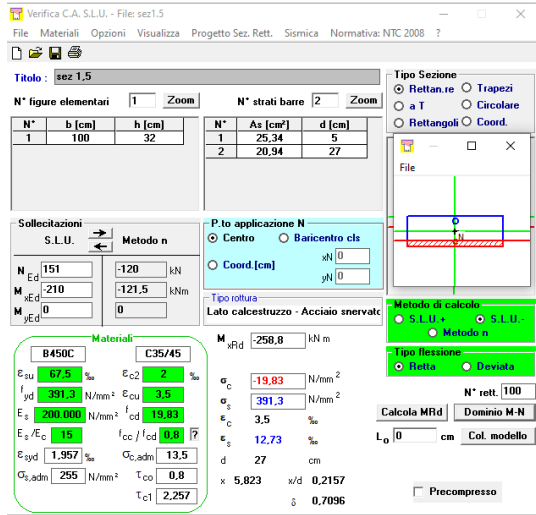 Verifica C.A. S.L.U. - File: sez1.5
File Materiali Opzioni Visualizza Progetto Sez. Rett. Sismica Normativa: NTC 2008 ?
Titolo : sez 1,5
N° figure elementari 1 Zoom N° strati barre 2 Zoom
N° b [cm] h [cm]
1 100 32
N° As [cm²] d [cm]
1 25,34 5
2 20,94 27
Tipo Sezione
Rettan.re Trapezi
a T Circolare
Rettangoli Coord.
File
N
Sollecitazioni
S.L.U. Metodo n
N Ed 151 -120 kN
M xEd -210 -121,5 kNm
M yEd 0 0
P.to applicazione N
Centro Baricentro cls
Coord.[cm] xN 0
yN 0
Tipo rottura
Lato calcestruzzo - Acciaio snervato
Metodo di calcolo
S.L.U.+ S.L.U.-
Metodo n
Tipo flessione
Retta Deviata
Materiali
B450C C35/45
εsu 67,5 ‰ εc2 2 ‰
fyd 391,3 N/mm² εcu 3,5
Es 200.000 N/mm² fcd 19,83
Es/Ec 15 fcc / fcd 0,8 ?
εsyd 1,957 ‰ σc,adm 13,5
σs,adm 255 N/mm² τco 0,8
τc1 2,257
M xRd -258,8 kN m
σc -19,83 N/mm²
σs 391,3 N/mm²
εc 3,5 ‰
εs 12,73 ‰
d 27 cm
x 5,823 x/d 0,2157
δ 0,7096
N° rett. 100
Calcola MRd Dominio M-N
Lo 0 cm Col. modello
Precompresso